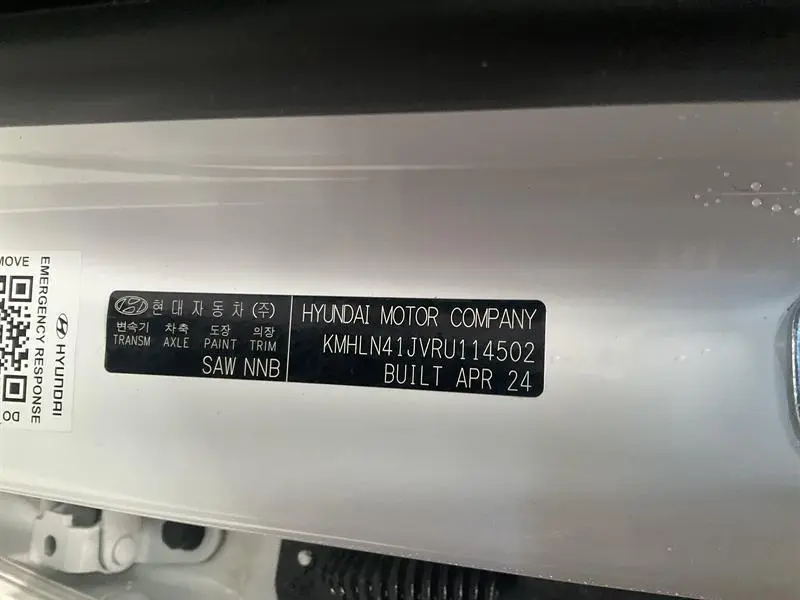 현대자동차(주)
변속기 차축 도장 의장
TRANSM AXLE PAINT TRIM
SAW NNB
HYUNDAI MOTOR COMPANY
KMHLN41JVRU114502
BUILT APR 24
EMERGENCY RESPONSE
HYUNDAI
MOVE
DO